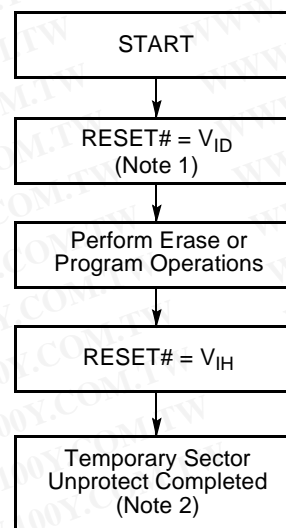 START
RESET# = VID
(Note 1)
Perform Erase or
Program Operations
RESET# = VIH
Temporary Sector
Unprotect Completed
(Note 2)